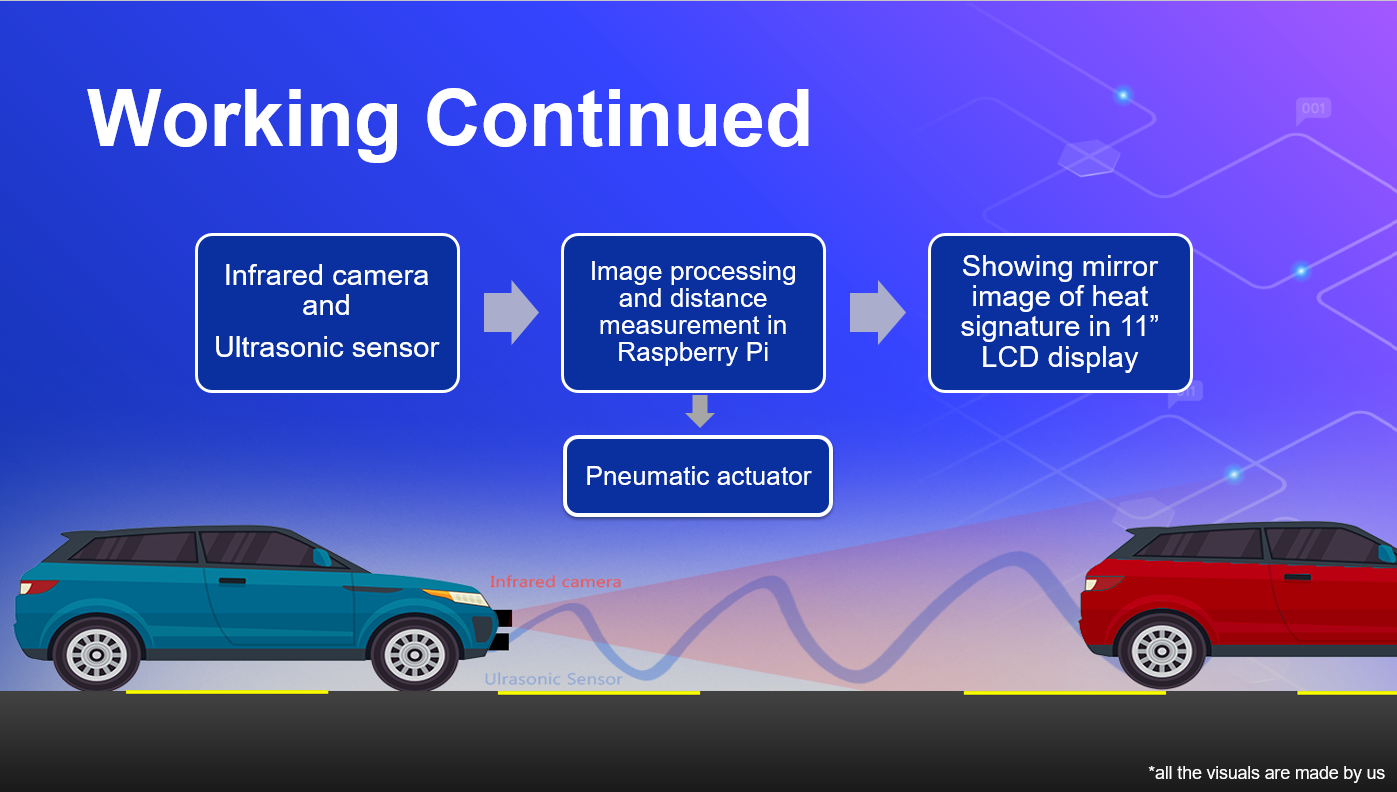 Working Continued
001
Infrared camera
and
Ultrasonic sensor
Image processing
and distance
measurement in
Raspberry Pi
Showing mirror
image of heat
signature in 11”
LCD display
Pneumatic actuator
Infrared camera
Ulrasonic Sensor
*all the visuals are made by us